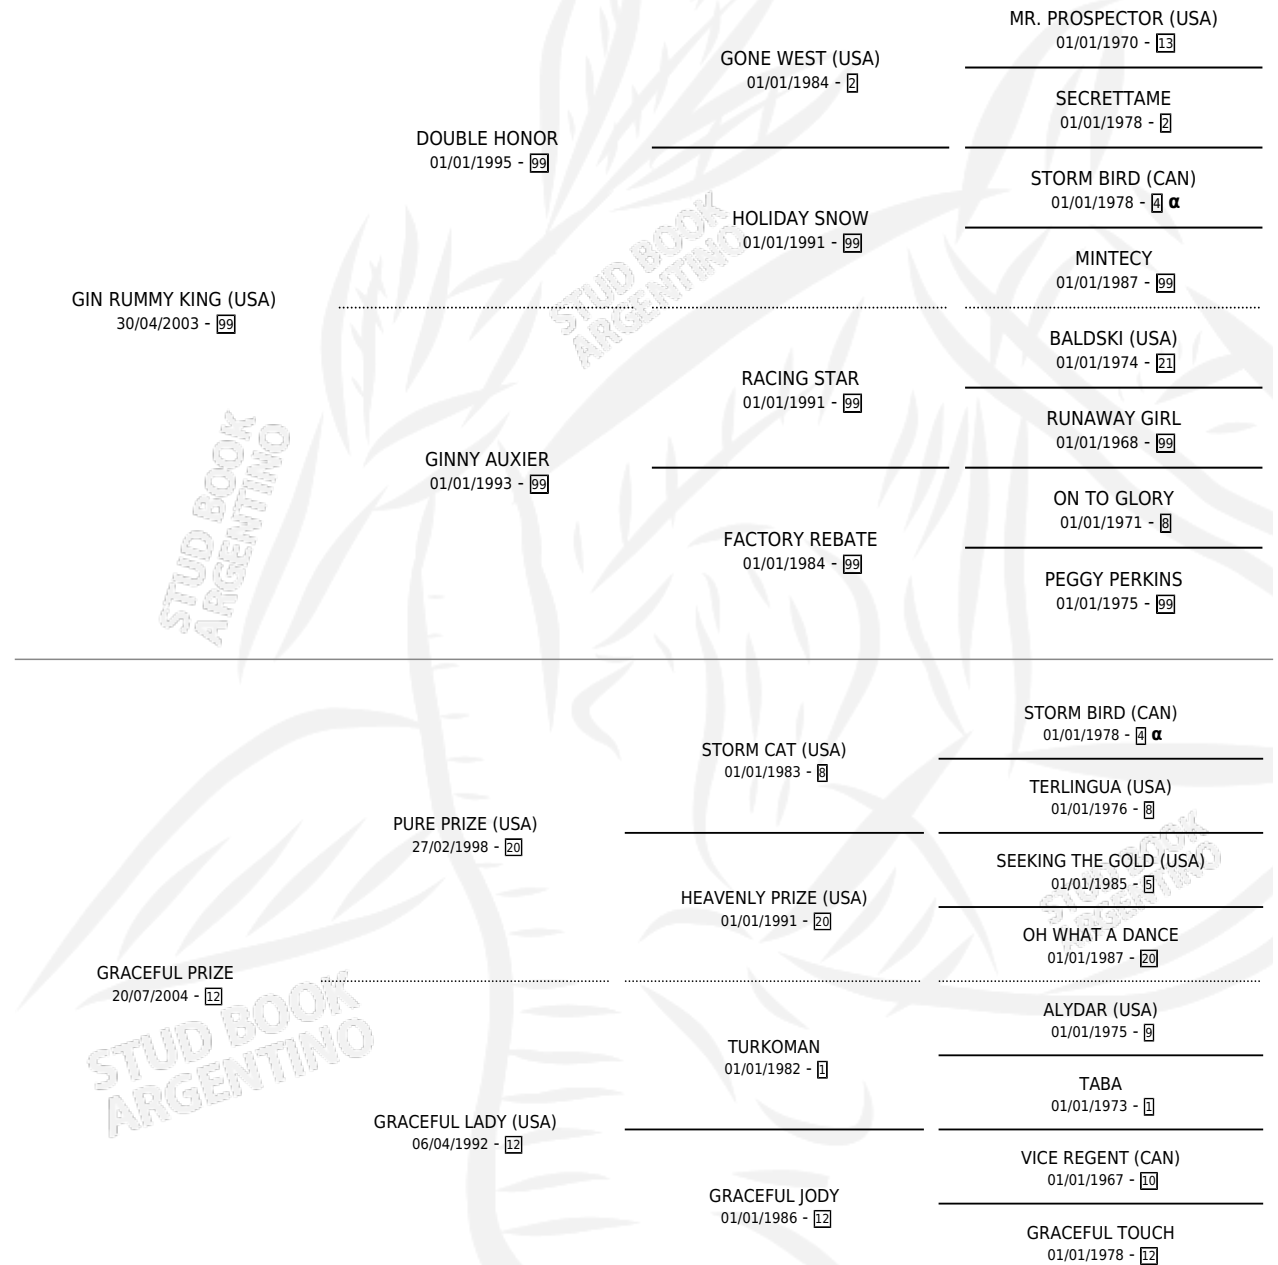 MR. PROSPECTOR (USA)
01/01/1970 - 13
GONE WEST (USA)
01/01/1984 - 2
SECRETTAME
01/01/1978 - 2
DOUBLE HONOR
01/01/1995 - 99
STORM BIRD (CAN)
01/01/1978 - 4 α
HOLIDAY SNOW
01/01/1991 - 99
MINTECY
01/01/1987 - 99
GIN RUMMY KING (USA)
30/04/2003 - 99
BALDSKI (USA)
01/01/1974 - 21
RACING STAR
01/01/1991 - 99
RUNAWAY GIRL
01/01/1968 - 99
GINNY AUXIER
01/01/1993 - 99
ON TO GLORY
01/01/1971 - 8
FACTORY REBATE
01/01/1984 - 99
PEGGY PERKINS
01/01/1975 - 99
STUD BOOK
ARGENTINO
STUD BOOK
ARGENTINO
STORM BIRD (CAN)
01/01/1978 - 4 α
STORM CAT (USA)
01/01/1983 - 8
TERLINGUA (USA)
01/01/1976 - 8
PURE PRIZE (USA)
27/02/1998 - 20
SEEKING THE GOLD (USA)
01/01/1985 - 5
HEAVENLY PRIZE (USA)
01/01/1991 - 20
OH WHAT A DANCE
01/01/1987 - 20
GRACEFUL PRIZE
20/07/2004 - 12
ALYDAR (USA)
01/01/1975 - 9
TURKOMAN
01/01/1982 - 1
TABA
01/01/1973 - 1
GRACEFUL LADY (USA)
06/04/1992 - 12
VICE REGENT (CAN)
01/01/1967 - 10
GRACEFUL JODY
01/01/1986 - 12
GRACEFUL TOUCH
01/01/1978 - 12
STUD BOOK
ARGENTINO
STUD BOOK
ARGENTINO